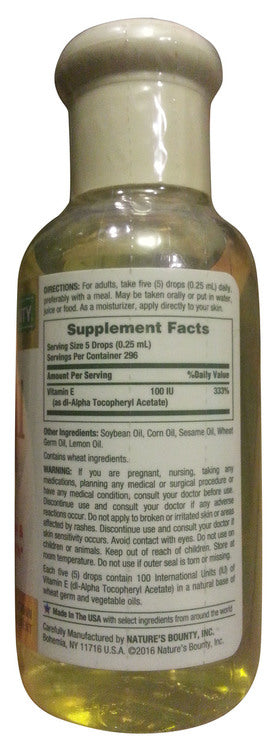 DIRECTIONS: For adults, take five (5) drops (0.25 mL) daily,
preferably with a meal. May be taken orally or put in water,
juice or food. As a moisturizer, apply directly to your skin.
Supplement Facts
Serving Size 5 Drops (0.25 mL)
Servings Per Container 296
Amount Per Serving %Daily Value
Vitamin E 100 IU 333%
(as dl-Alpha Tocopheryl Acetate)
Other Ingredients: Soybean Oil, Corn Oil, Sesame Oil, Wheat
Germ Oil, Lemon Oil.
Contains wheat ingredients.
WARNING: If you are pregnant, nursing, taking any
medications, planning any medical or surgical procedure or
have any medical condition, consult your doctor before use.
Discontinue use and consult your doctor if any adverse
reactions occur. Do not apply to broken or irritated skin or areas
affected by rashes. Discontinue use and consult your doctor if
skin sensitivity occurs. Avoid contact with eyes. Do not use on
children or animals. Keep out of reach of children. Store at
room temperature. Do not use if outer seal is torn or missing.
Each five (5) drops contain 100 International Units (IU) of
Vitamin E (dl-Alpha Tocopheryl Acetate) in a natural base of
wheat germ and vegetable oils.
★ Made In The USA with select ingredients from around the world
Carefully Manufactured by NATURE'S BOUNTY, INC.
Bohemia, NY 11716 U.S.A. ©2016 Nature's Bounty, Inc.